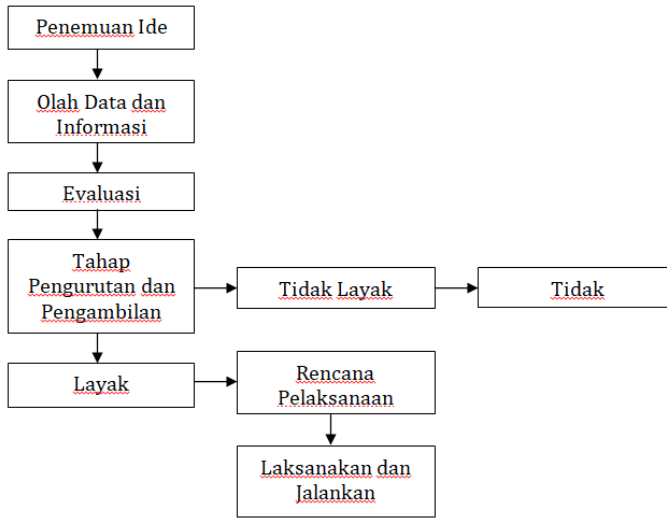 Penemuan Ide
Olah Data dan
Informasi
Evaluasi
Tahap
Pengurutan dan
Pengambilan
Tidak Layak
Tidak
Layak
Rencana
Pelaksanaan
Laksanakan dan
Jalankan